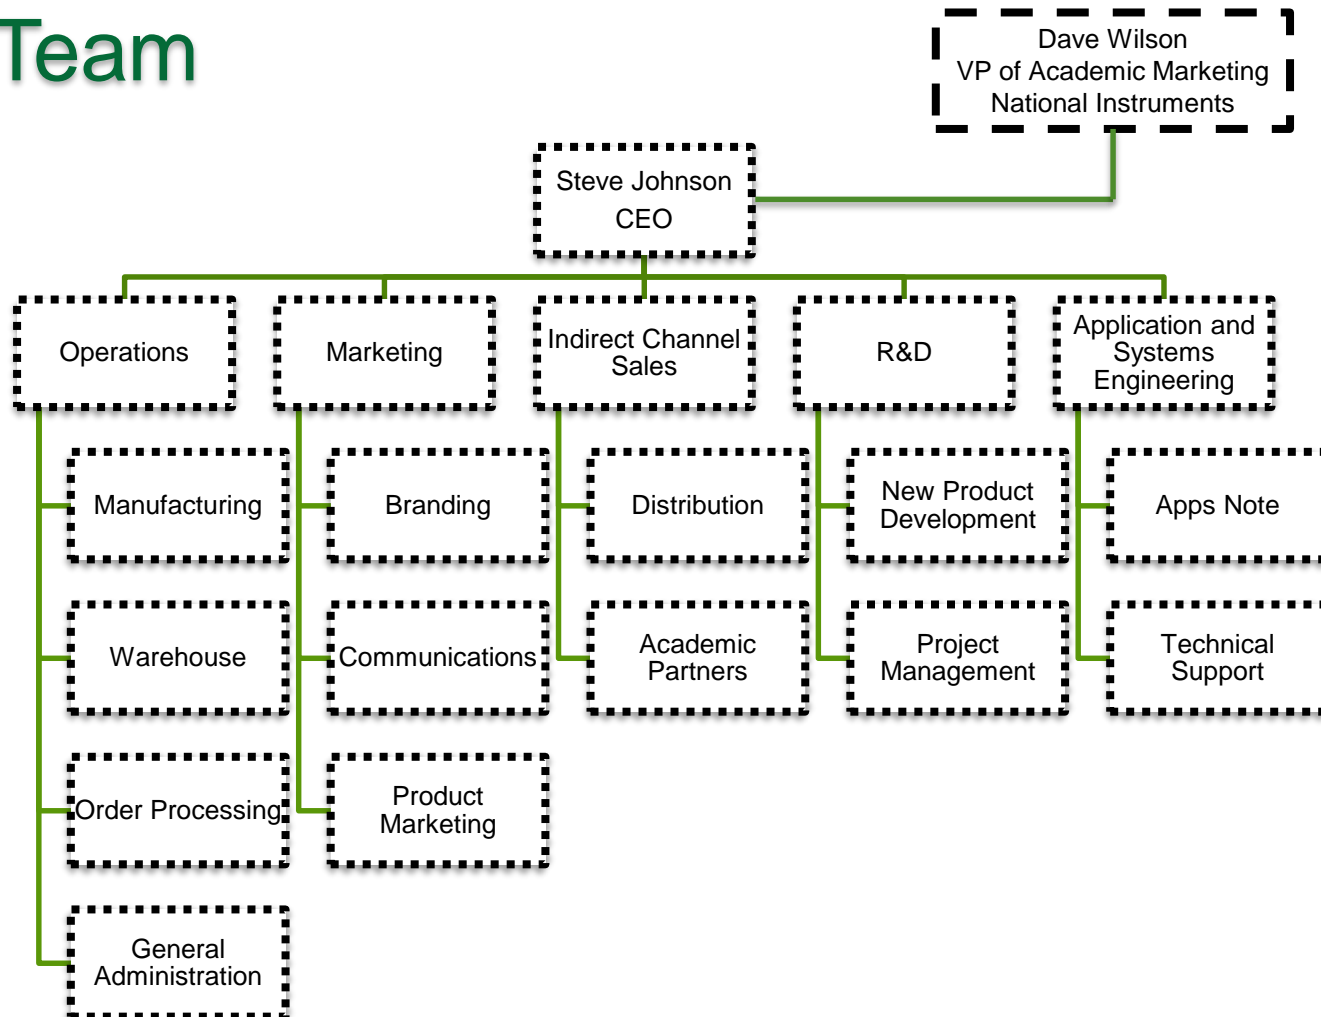 Team
Dave Wilson
VP of Academic Marketing
National Instruments
Steve Johnson
CEO
Operations
Marketing
Indirect Channel
Sales
R&D
Application and
Systems
Engineering
Manufacturing
Branding
Distribution
New Product
Development
Apps Note
Warehouse
Communications
Academic
Partners
Project
Management
Technical
Support
Order Processing
Product
Marketing
General
Administration